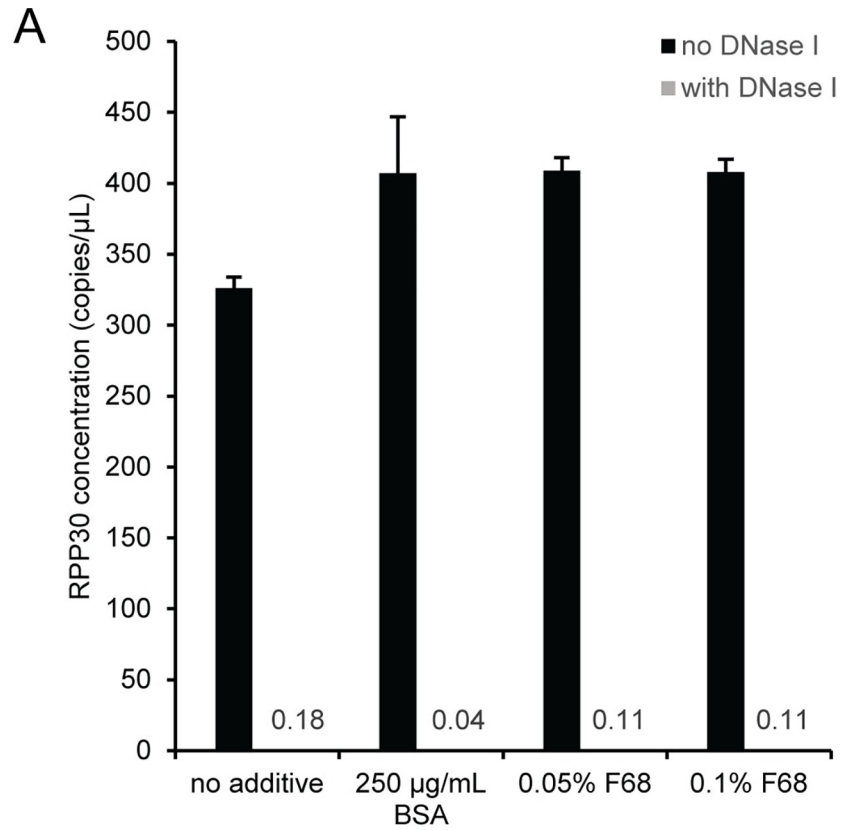 A
no DNase I
with DNase I
RPP30 concentration (copies/µL)
500
450
400
350
300
250
200
150
100
50
0
0.18
0.04
0.11
0.11
no additive
250 µg/mL
BSA
0.05% F68
0.1% F68